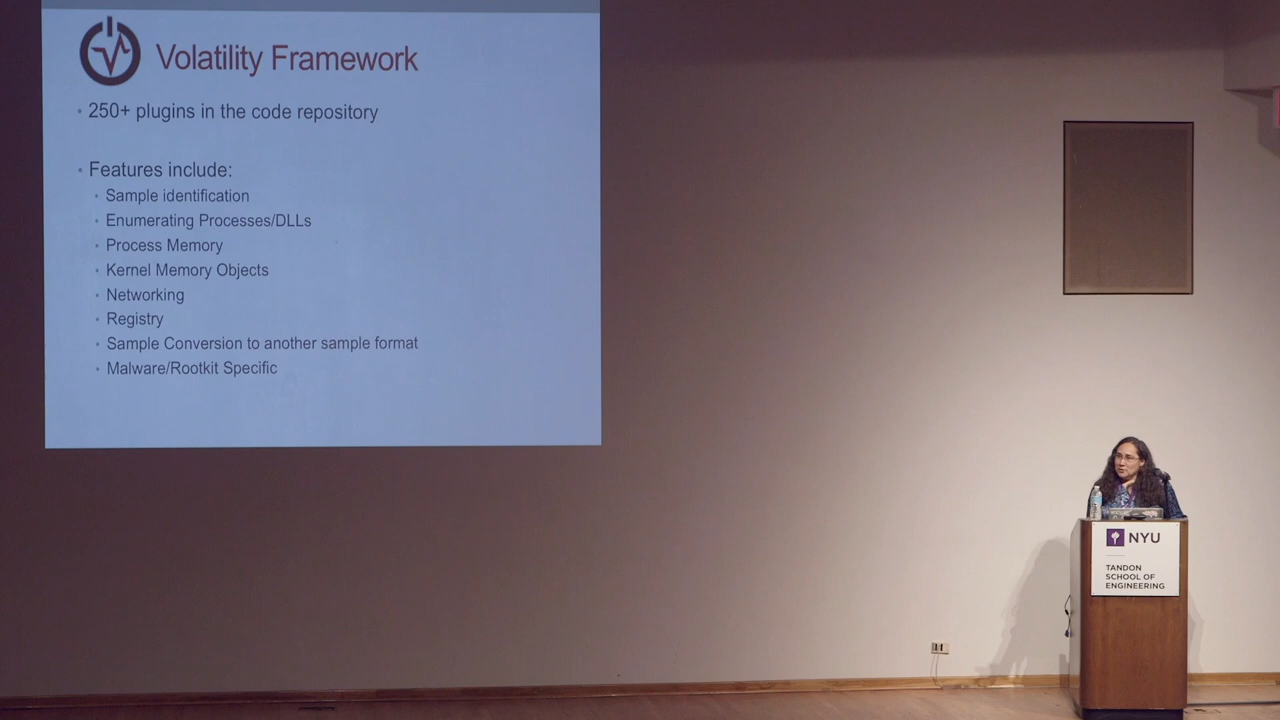 Volatility Framework
• 250+ plugins in the code repository
• Features include:
• Sample identification
• Enumerating Processes/DLLs
• Process Memory
• Kernel Memory Objects
• Networking
• Registry
• Sample Conversion to another sample format
• Malware/Rootkit Specific
NYU
TANDON
SCHOOL OF
ENGINEERING